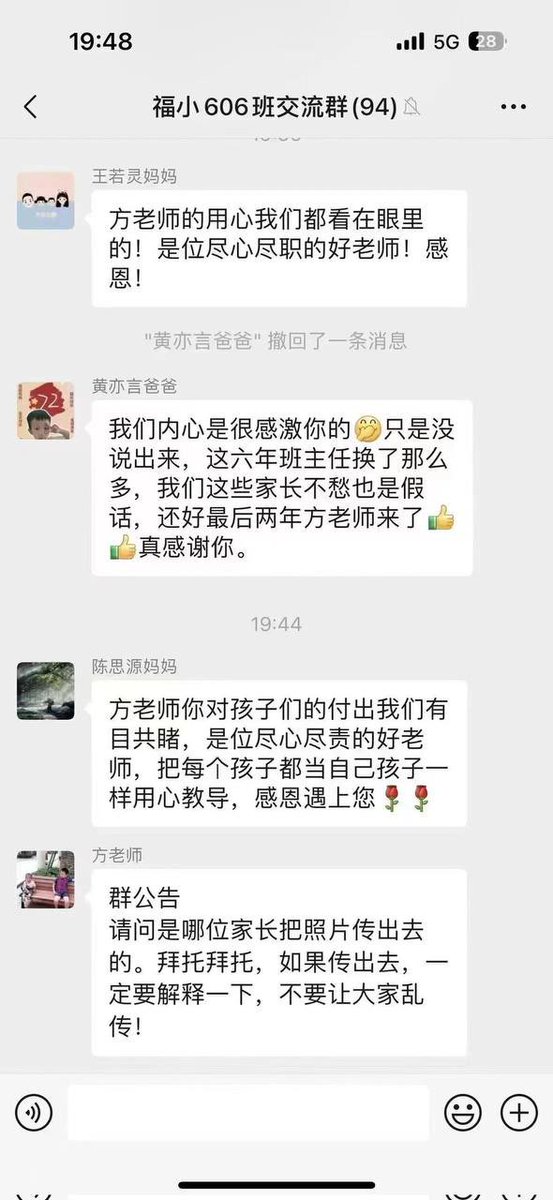 19:48
5G
28
福小606班交流群(94)
王若灵妈妈
方老师的用心我们都看在眼里
的！是位尽心尽职的好老师！感
恩！
"黄亦言爸爸" 撤回了一条消息
黄亦言爸爸
我们内心是很感激你的🤭只是没
说出来，这六年班主任换了那么
多，我们这些家长不愁也是假
话，还好最后两年方老师来了👍
👍真感谢你。
19:44
陈思源妈妈
方老师你对孩子们的付出我们有
目共睹，是位尽心尽责的好老
师，把每个孩子都当自己孩子一
样用心教导，感恩遇上您🌹🌹
方老师
群公告
请问是哪位家长把照片传出去
的。拜托拜托，如果传出去，一
定要解释一下，不要让大家乱
传！